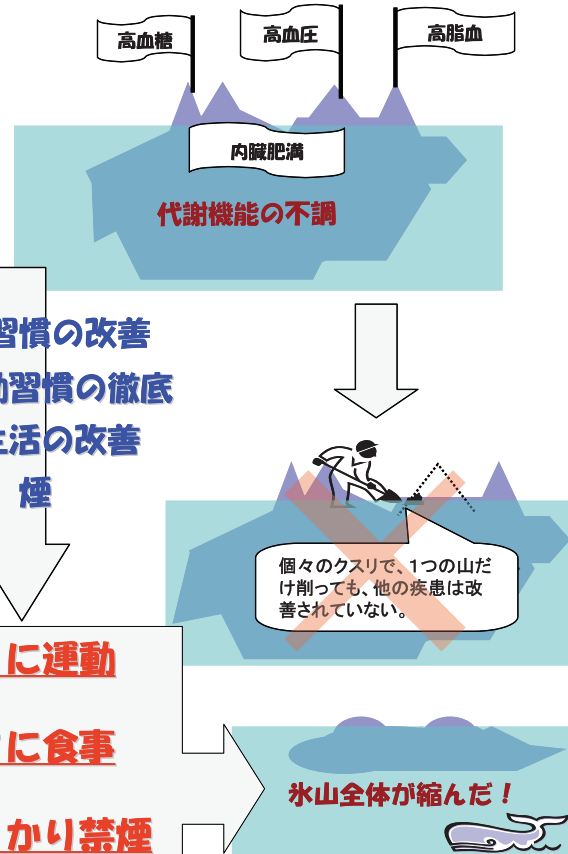 高血糖
高血圧
高脂血
内臓肥満
代謝機能の不調
習慣の改善
動習慣の徹底
生活の改善
煙
個々のクスリで、1つの山だ
け削っても、他の疾患は改
善されていない。
に運動
に食事
かり禁煙
氷山全体が縮んだ！